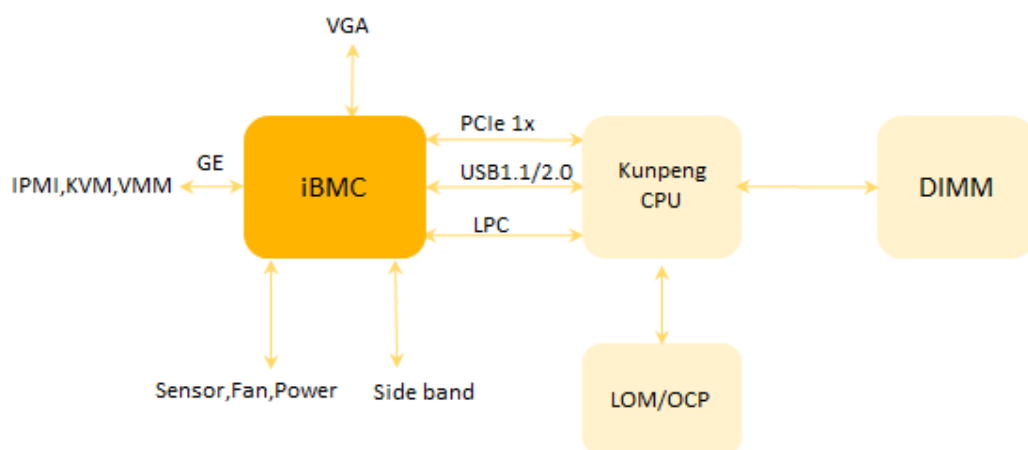 VGA
PCIe 1x
GE
IPMI,KVM,VMM
iBMC
USB1.1/2.0
Kunpeng
CPU
DIMM
LPC
Sensor,Fan,Power
Side band
LOM/OCP